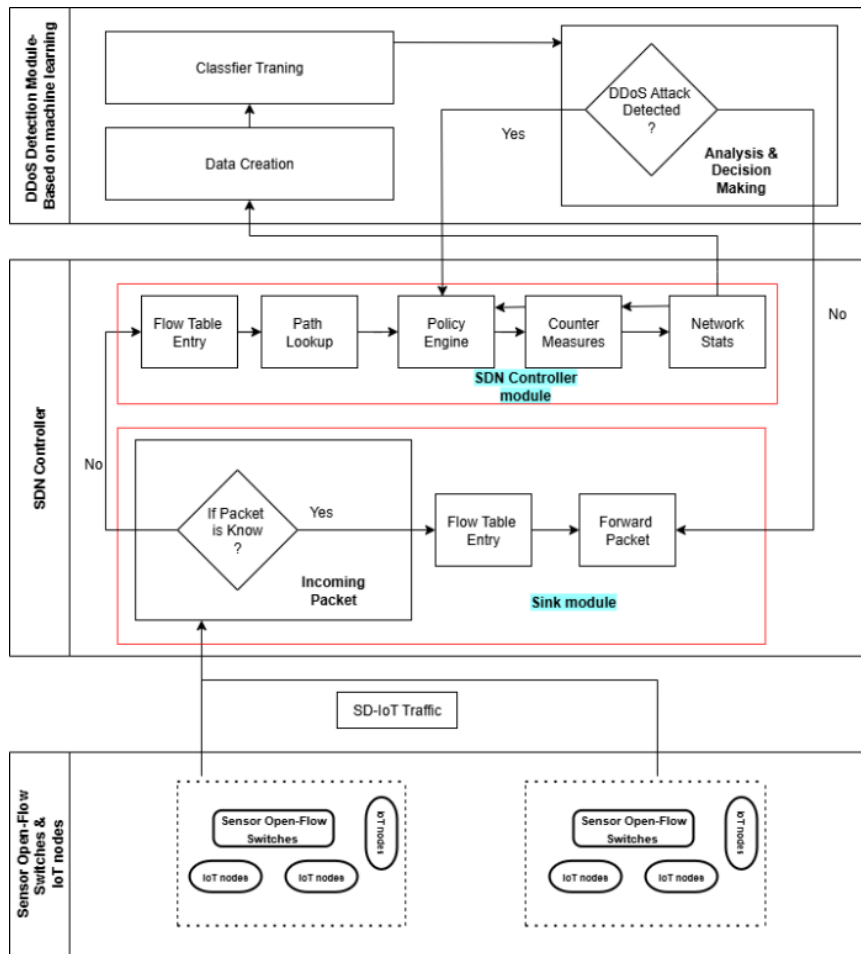 DDoS Detection Module-
Based on machine learning
Classfier Traning
Data Creation
DDoS Attack
Detected
?
Yes
Analysis &
Decision
Making
No
SDN Controller
Flow Table
Entry
Path
Lookup
Policy
Engine
Counter
Measures
Network
Stats
SDN Controller
module
No
If Packet
is Know
?
Yes
Incoming
Packet
Flow Table
Entry
Forward
Packet
Sink module
SD-IoT Traffic
Sensor Open-Flow
Switches &
IoT nodes
Sensor Open-Flow
Switches
IoT nodes
IoT nodes
IoT nodes
Sensor Open-Flow
Switches
IoT nodes
IoT nodes
IoT nodes